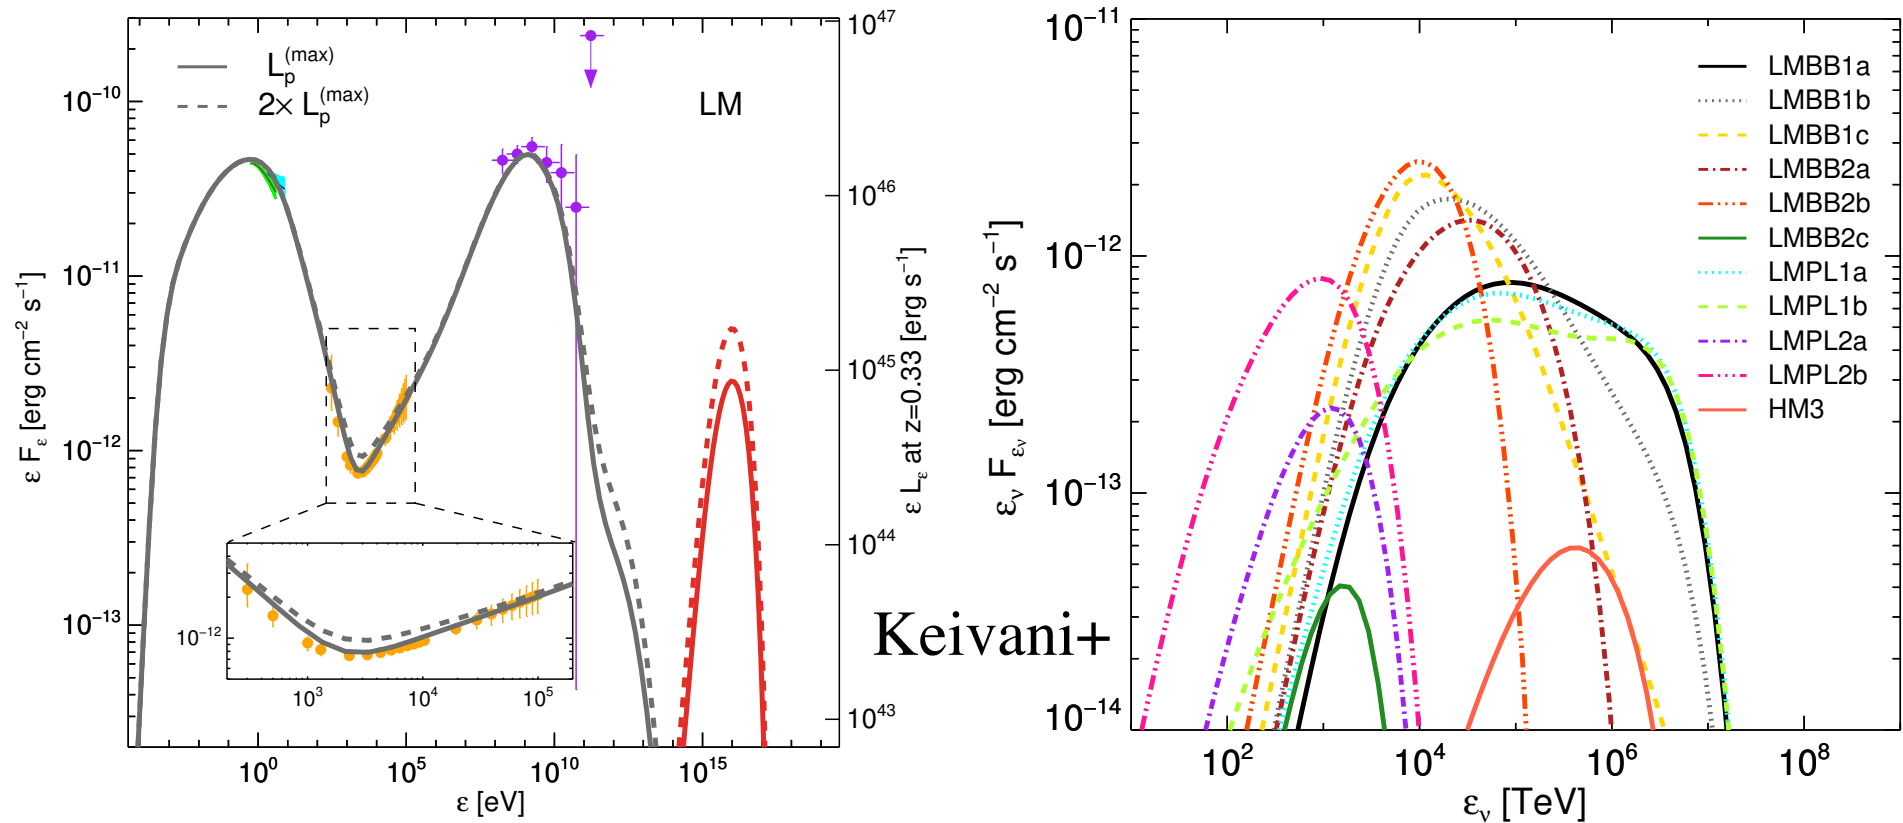 L_p^(max)
2× L_p^(max)
LM
10^-10
10^-11
10^-12
10^-13
ε F_ε [erg cm^-2 s^-1]
10^47
10^46
10^45
10^44
10^43
ε L_ε at z=0.33 [erg s^-1]
10^-12
10^3 10^4 10^5
10^0 10^5 10^10 10^15
ε [eV]
Keivani+
10^-11
10^-12
10^-13
10^-14
ε_ν F_ε_ν [erg cm^-2 s^-1]
LMBB1a
LMBB1b
LMBB1c
LMBB2a
LMBB2b
LMBB2c
LMPL1a
LMPL1b
LMPL2a
LMPL2b
HM3
10^2 10^4 10^6 10^8
ε_ν [TeV]